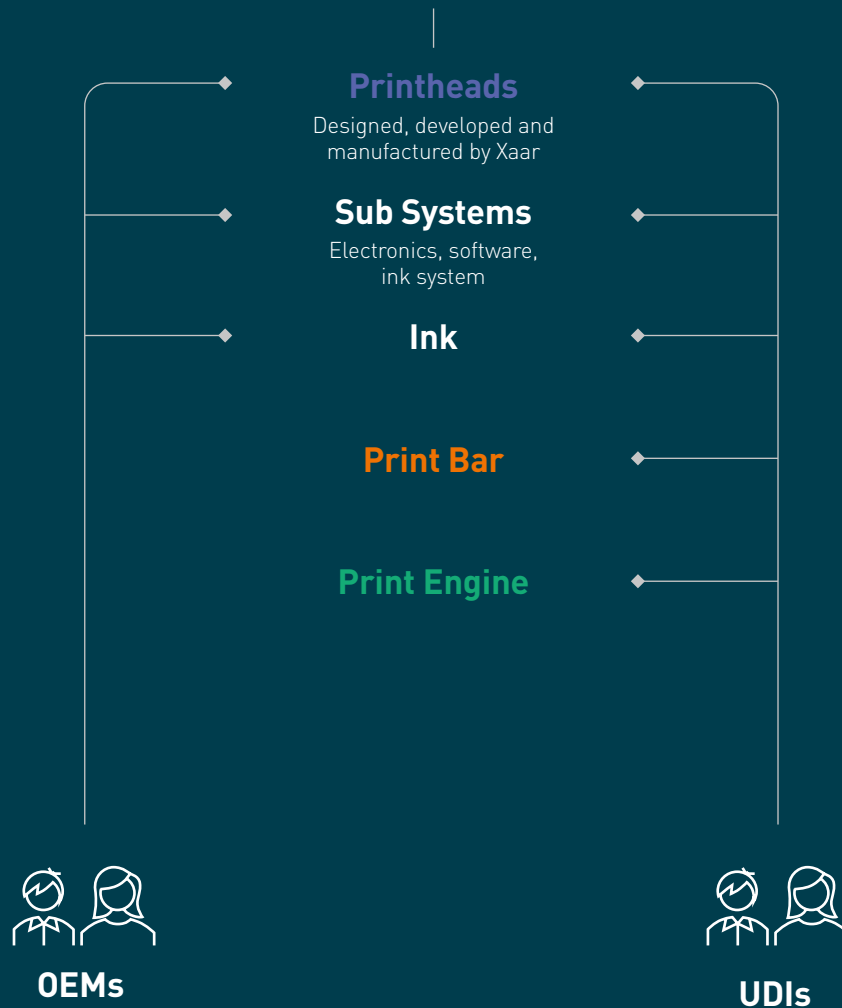 Printheads
Designed, developed and
manufactured by Xaar
Sub Systems
Electronics, software,
ink system
Ink
Print Bar
Print Engine
OEMs
UDIs